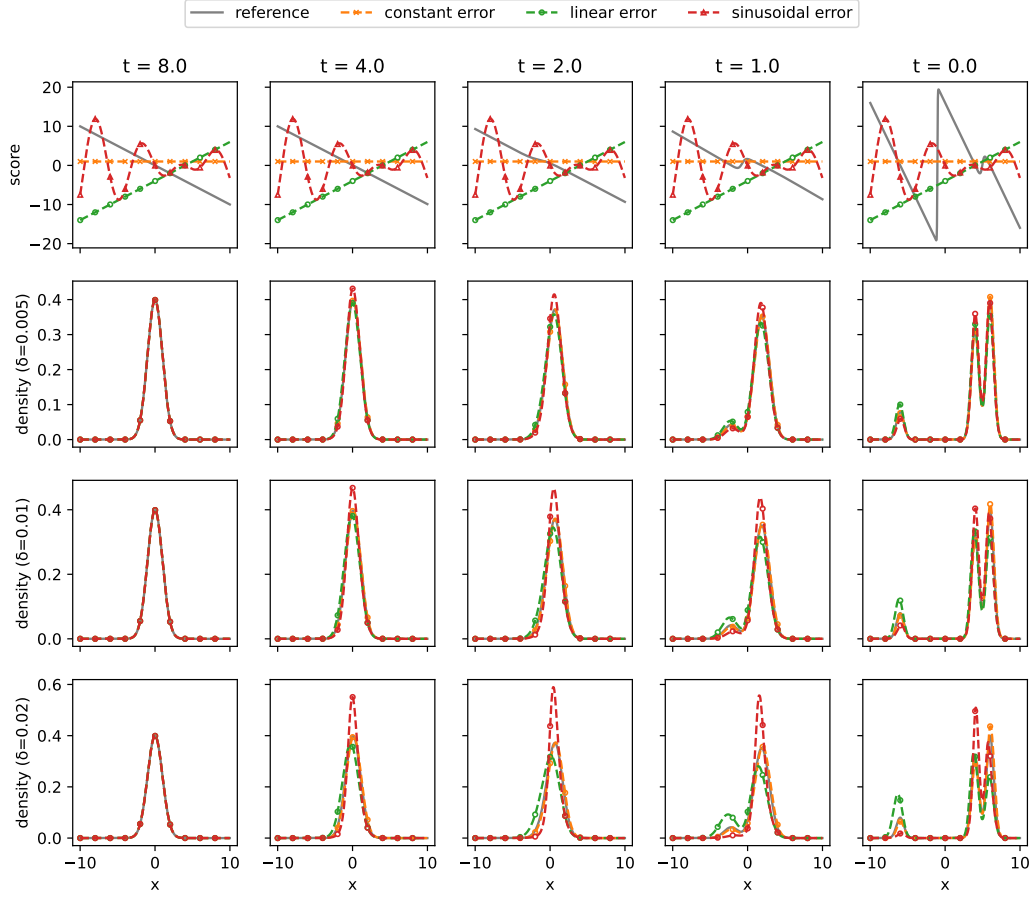 reference constant error linear error sinusoidal error
t = 8.0 t = 4.0 t = 2.0 t = 1.0 t = 0.0
score
20
10
0
−10
−20
density (δ=0.005)
0.4
0.3
0.2
0.1
0.0
density (δ=0.01)
0.4
0.2
0.0
density (δ=0.02)
0.6
0.4
0.2
0.0
−10 0 10 −10 0 10 −10 0 10 −10 0 10 −10 0 10
x x x x x